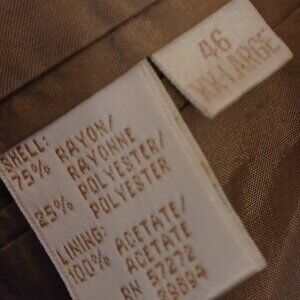 46
XX-LARGE
SHELL:
75% RAYON/
RAYONNE
25% POLYESTER/
POLYESTER
LINING:
100% ACETATE/
ACETATE
RN 57272